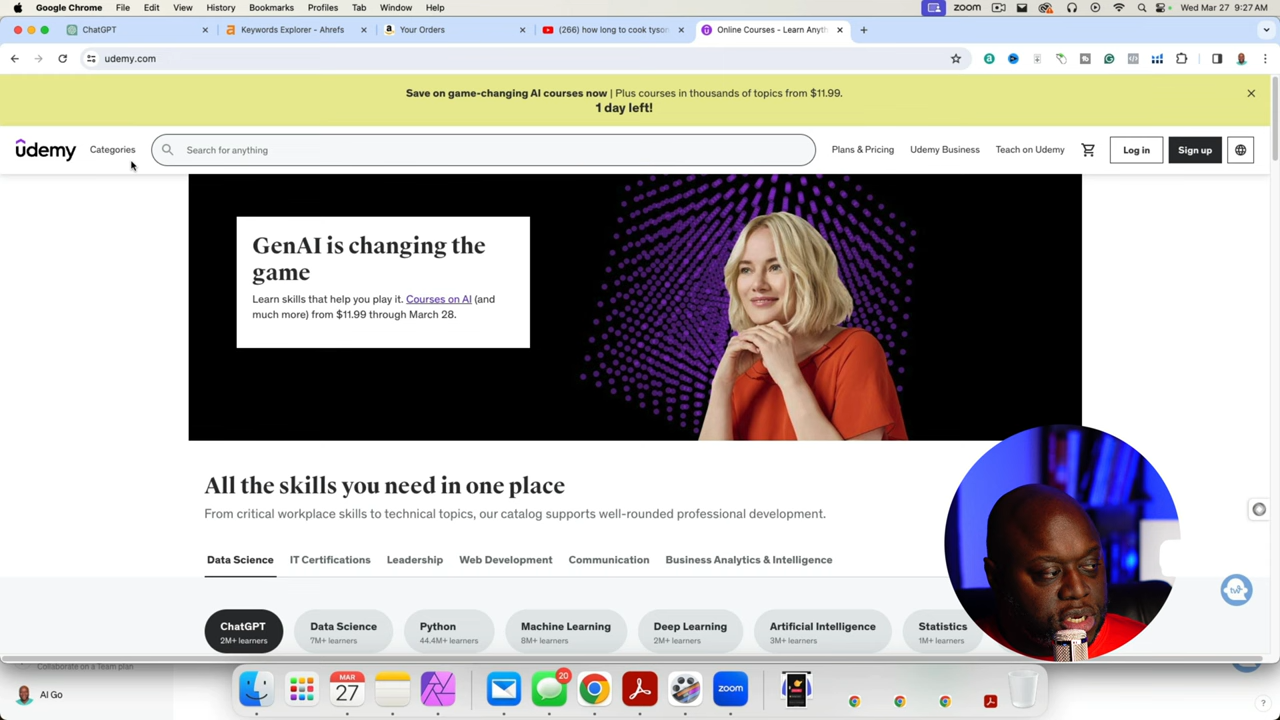 Google Chrome File Edit View History Bookmarks Profiles Tab Window Help zoom Wed Mar 27 9:27 AM
ChatGPT Keywords Explorer - Ahrefs Your Orders (266) how long to cook tyson Online Courses - Learn Anyth
udemy.com
Save on game-changing AI courses now | Plus courses in thousands of topics from $11.99.
1 day left!
udemy Categories Search for anything Plans & Pricing Udemy Business Teach on Udemy Log in Sign up
GenAI is changing the
game
Learn skills that help you play it. Courses on AI (and
much more) from $11.99 through March 28.
All the skills you need in one place
From critical workplace skills to technical topics, our catalog supports well-rounded professional development.
Data Science IT Certifications Leadership Web Development Communication Business Analytics & Intelligence
ChatGPT Data Science Python Machine Learning Deep Learning Artificial Intelligence Statistics
2M+ learners 7M+ learners 44.4M+ learners 8M+ learners 2M+ learners 3M+ learners 1M+ learners
Collaborate on a Team plan
AI Go
MAR
27
20
zoom